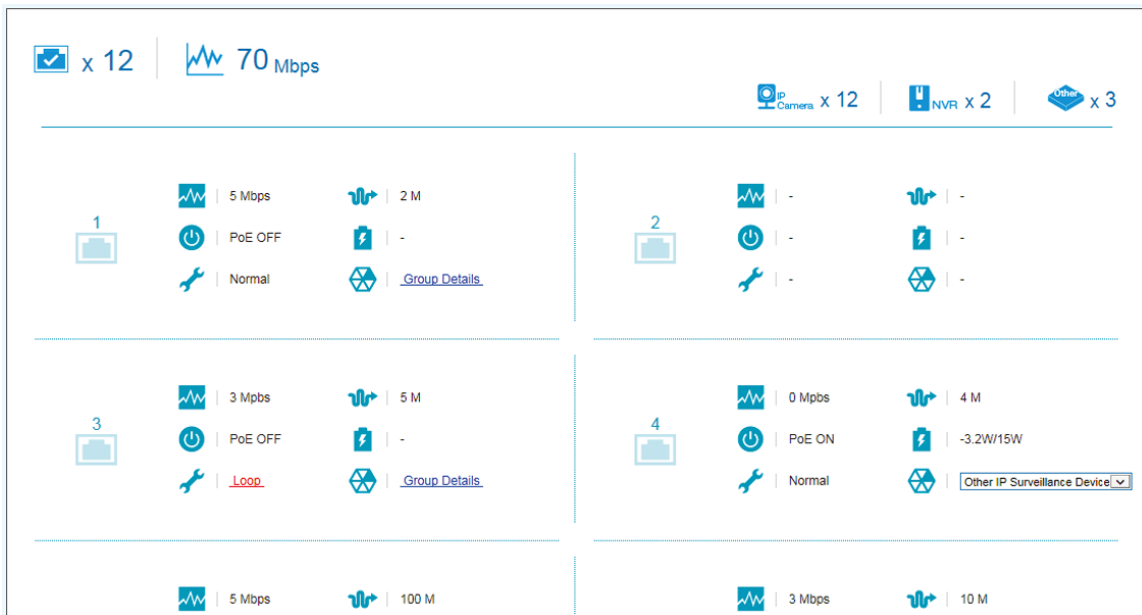 x 12 70 Mbps
IP Camera x 12 NVR x 2 Other x 3
1
5 Mbps 2 M
PoE OFF -
Normal Group Details
2
- -
- -
- -
3
3 Mpbs 5 M
PoE OFF -
Loop Group Details
4
0 Mpbs 4 M
PoE ON -3.2W/15W
Normal Other IP Surveillance Device
5 Mbps 100 M
3 Mbps 10 M